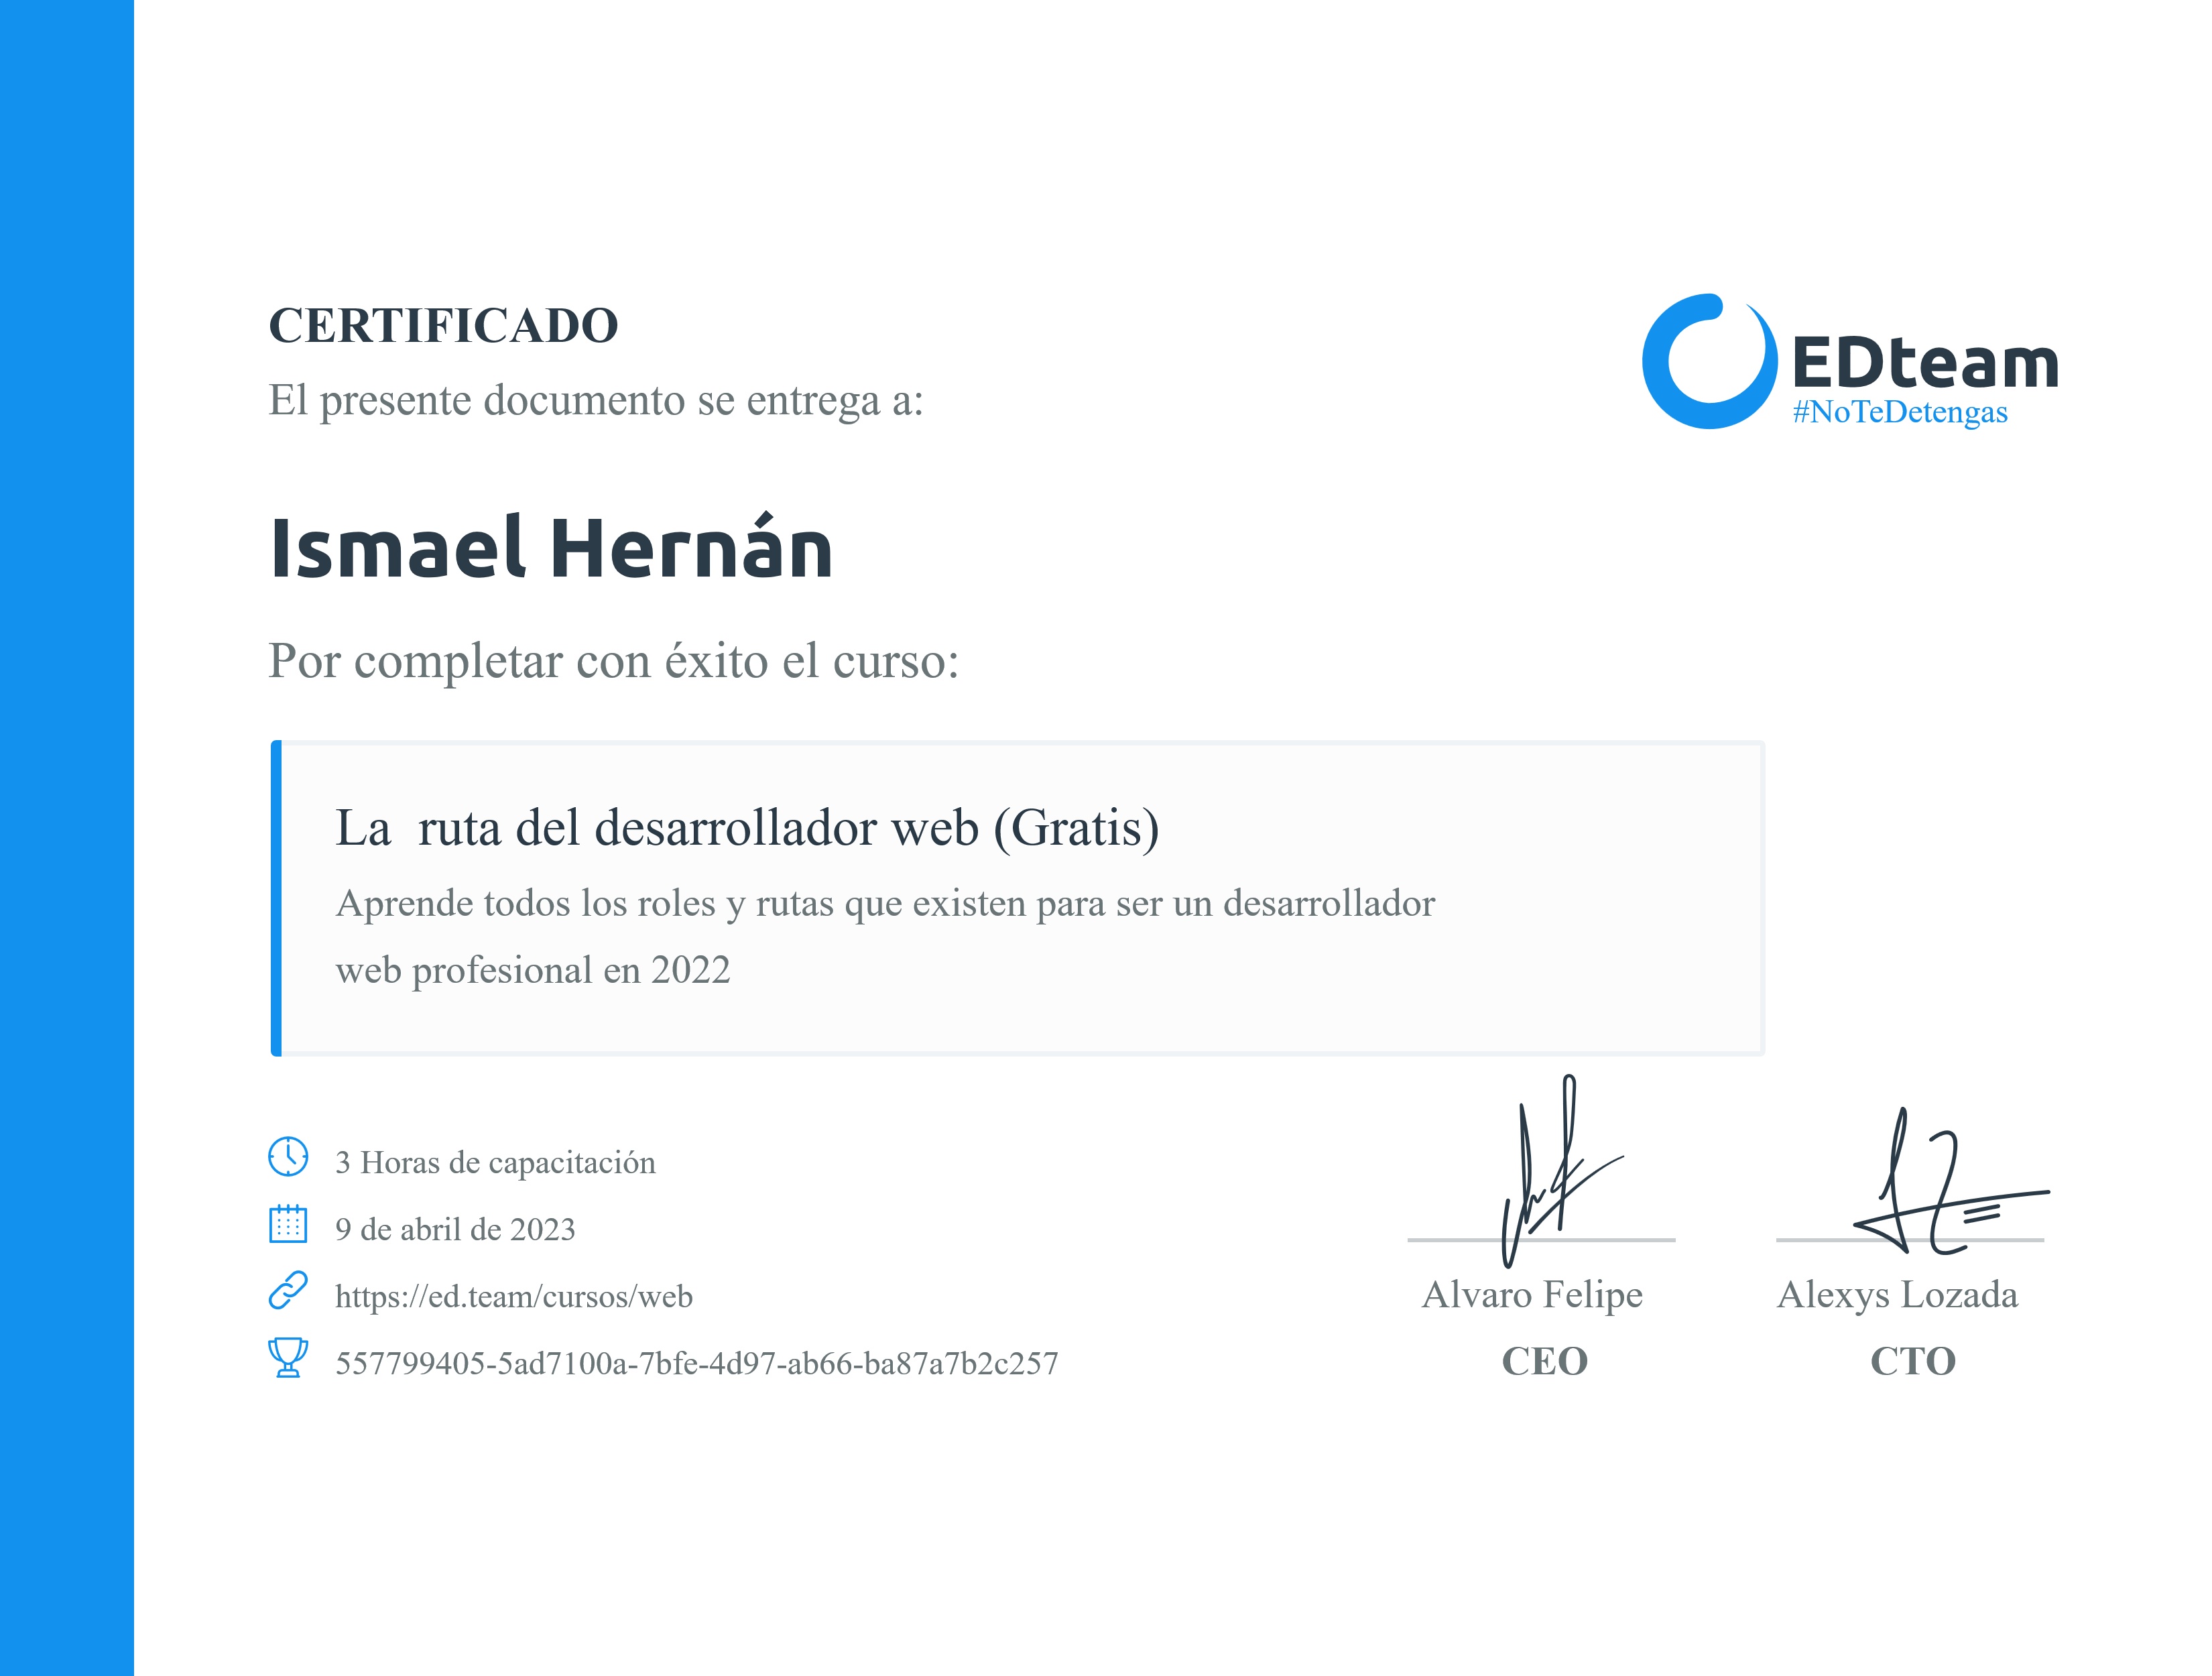 CERTIFICADO
El presente documento se entrega a:
EDteam
#NoTeDetengas
Ismael Hernán
Por completar con éxito el curso:
La  ruta del desarrollador web (Gratis)
Aprende todos los roles y rutas que existen para ser un desarrollador
web profesional en 2022
3 Horas de capacitación
9 de abril de 2023
https://ed.team/cursos/web
557799405-5ad7100a-7bfe-4d97-ab66-ba87a7b2c257
Alvaro Felipe
CEO
Alexys Lozada
CTO